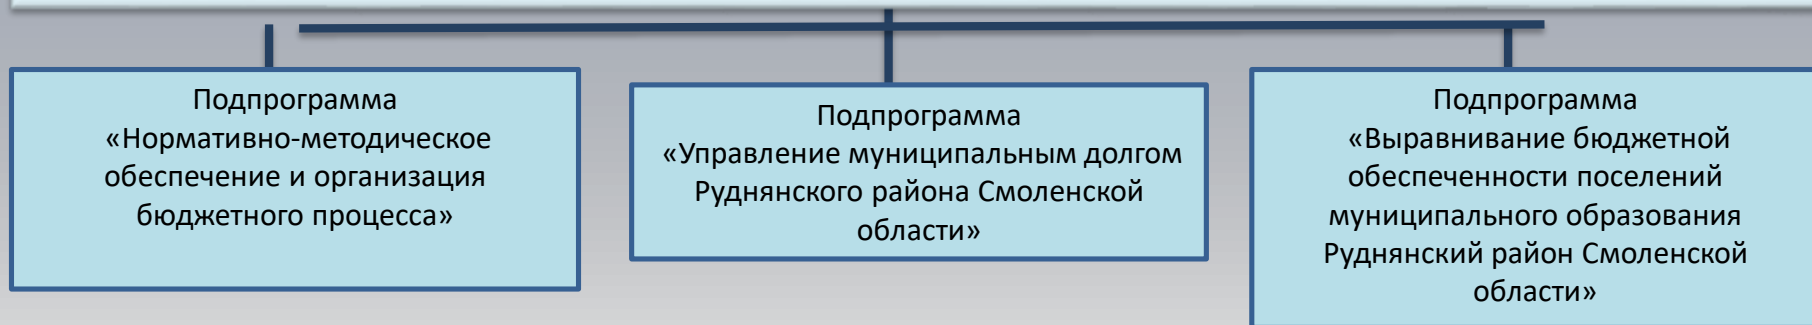 Подпрограмма
«Нормативно-методическое
обеспечение и организация
бюджетного процесса»
Подпрограмма
«Управление муниципальным долгом
Руднянского района Смоленской
области»
Подпрограмма
«Выравнивание бюджетной
обеспеченности поселений
муниципального образования
Руднянский район Смоленской
области»